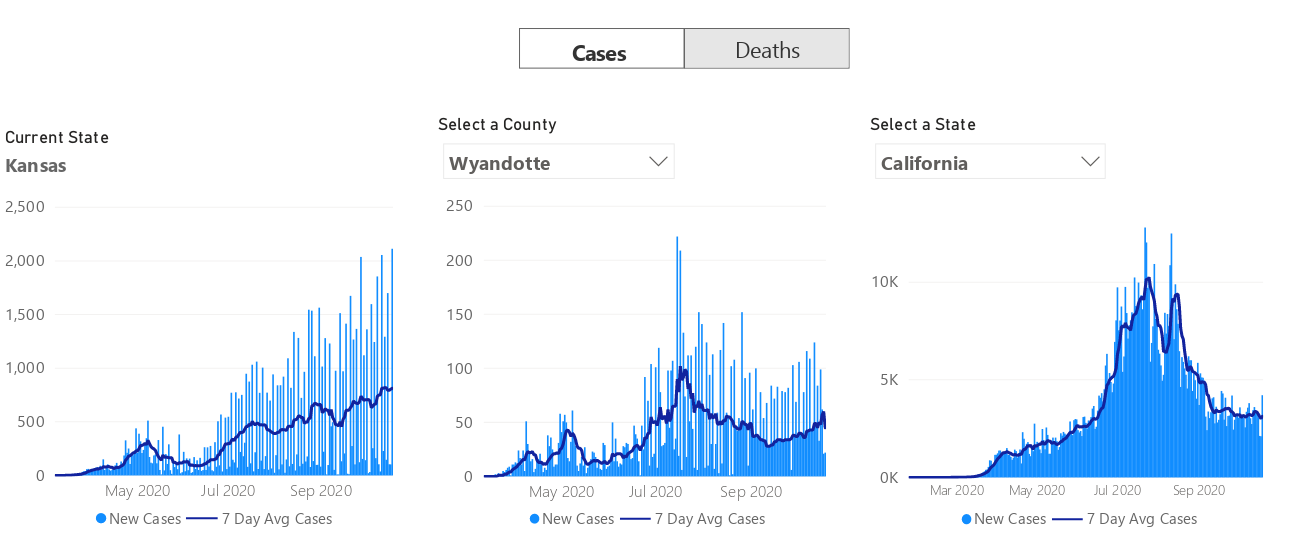 Cases Deaths
Current State
Kansas
2,500
2,000
1,500
1,000
500
0
May 2020 Jul 2020 Sep 2020
New Cases 7 Day Avg Cases
Select a County
Wyandotte
250
200
150
100
50
0
May 2020 Jul 2020 Sep 2020
New Cases 7 Day Avg Cases
Select a State
California
10K
5K
0K
Mar 2020 May 2020 Jul 2020 Sep 2020
New Cases 7 Day Avg Cases